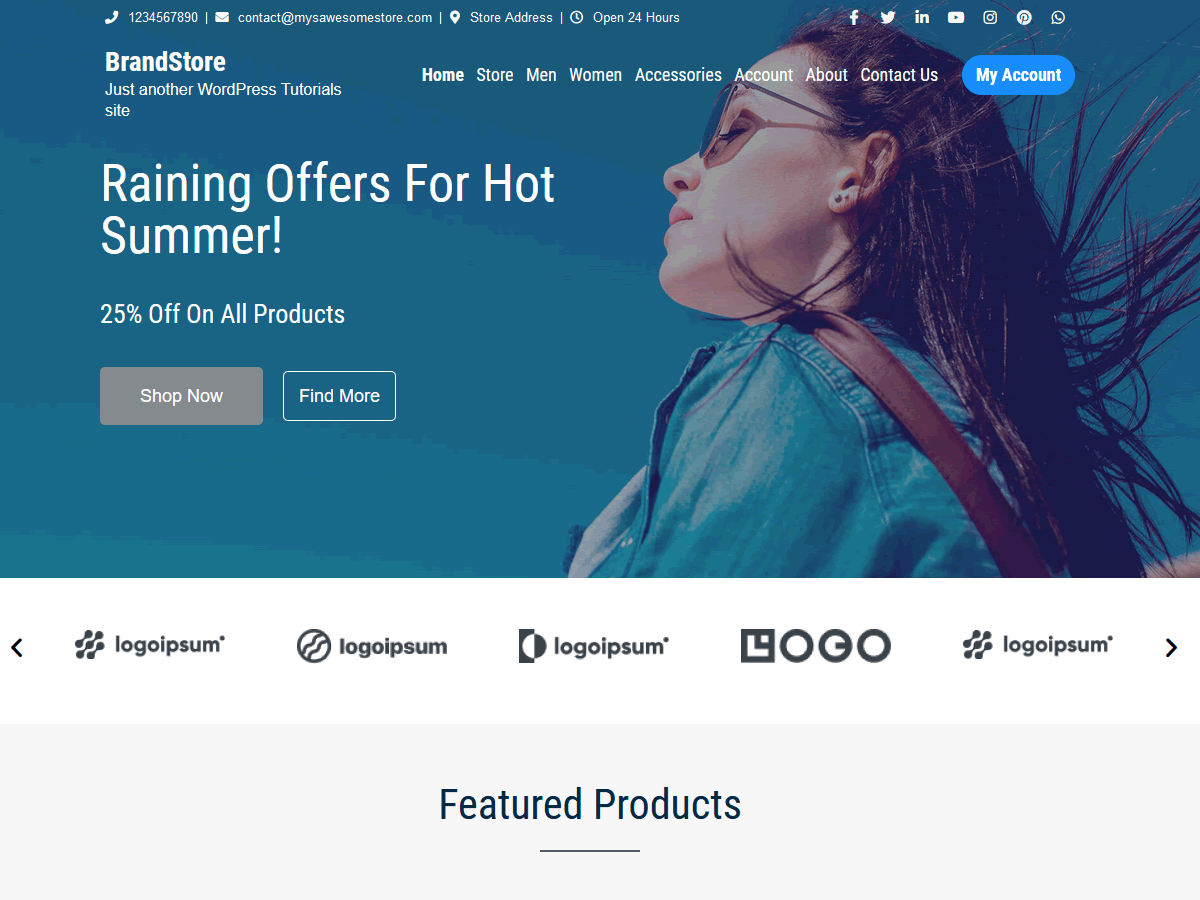 1234567890 | contact@mysawesomestore.com | Store Address | Open 24 Hours
BrandStore
Just another WordPress Tutorials
site
Home Store Men Women Accessories Account About Contact Us My Account
Raining Offers For Hot
Summer!
25% Off On All Products
Shop Now Find More
logoipsum logoipsum logoipsum LOGO logoipsum
Featured Products